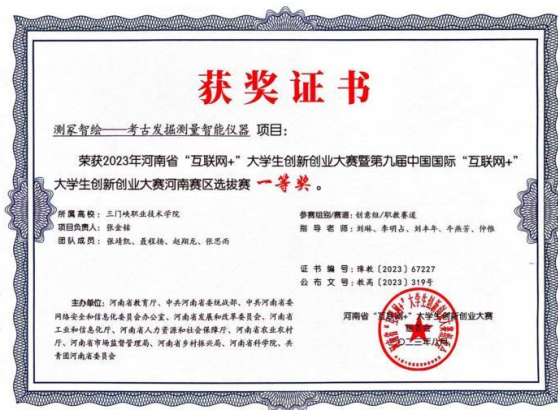 获奖证书
测冢智绘——考古发掘测量智能仪器 项目：
荣获2023年河南省“互联网+”大学生创新创业大赛暨第九届中国国际“互联网+”
大学生创新创业大赛河南赛区选拔赛 一等奖 。
所属高校：三门峡职业技术学院
项目负责人：张金铭
团队成员：张靖凯、聂程扬、赵翔龙、张思雨
参赛组别/赛道：创意组/职教赛道
指导老师：刘琳、李明占、刘丰年、牛燕芳、仲惟
证书编号：豫教〔2023〕67227
公布文号：教高〔2023〕319号
主办单位：河南省教育厅、中共河南省委统战部、中共河南省委
网络安全和信息化委员会办公室、河南省发展和改革委员会、河南省
工业和信息化厅、河南省人力资源和社会保障厅、河南省农业农村
厅、河南省市场监督管理局、河南省乡村振兴局、河南省科学院、共
青团河南省委员会
河南省“互联网+”大学生创新创业大赛
二〇二三年八月